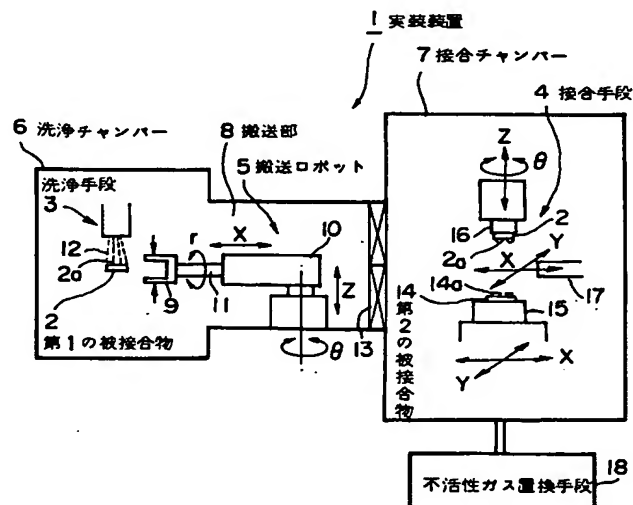 1 実装装置
7 接合チャンバー
4 接合手段
6 洗浄チャンバー
8 搬送部
5 搬送ロボット
洗浄手段
3
Z
θ
r
X
10
12
2a
2
9
11
Z
θ
13
第1の被接合物
16
2
2a
Y
X
14a
17
14 第2の被接合物
15
X
Y
不活性ガス置換手段
18